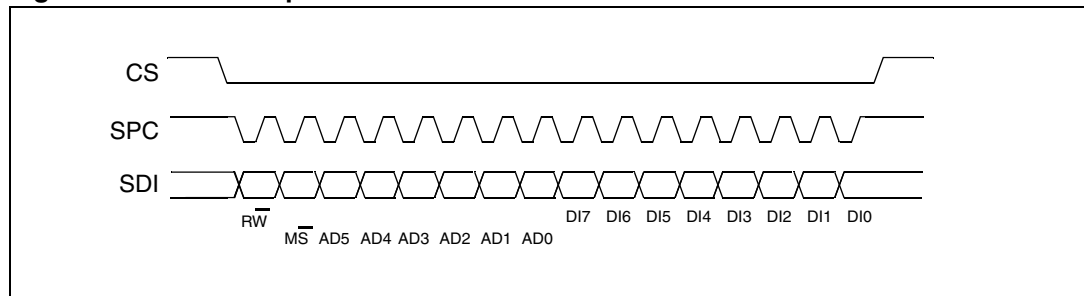 CS
SPC
SDI
RW̅ DI7 DI6 DI5 DI4 DI3 DI2 DI1 DI0
MS̅ AD5 AD4 AD3 AD2 AD1 AD0